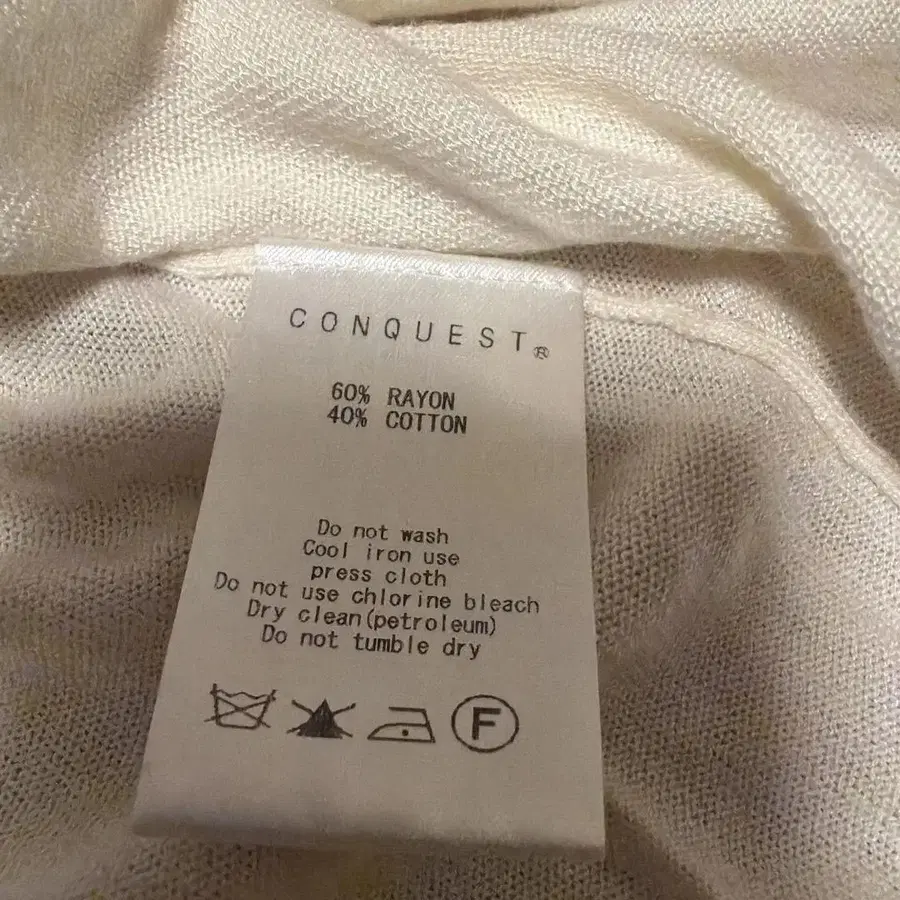 CONQUEST®
60% RAYON
40% COTTON
Do not wash
Cool iron use
press cloth
Do not use chlorine bleach
Dry clean(petroleum)
Do not tumble dry
F